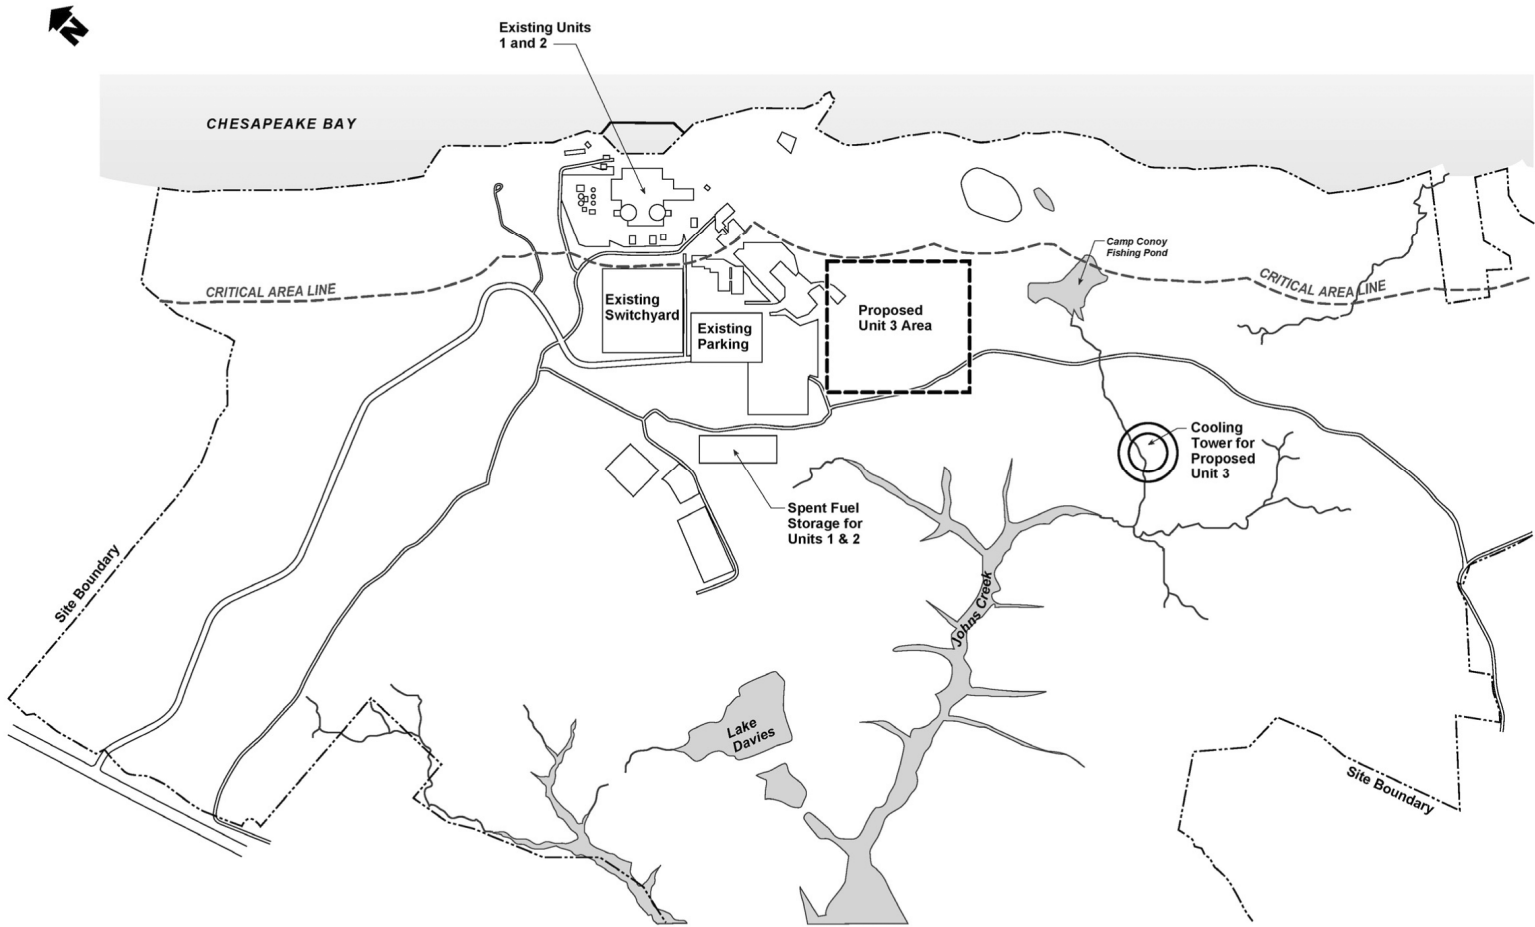 N
Existing Units
1 and 2
CHESAPEAKE BAY
Camp Conoy
Fishing Pond
CRITICAL AREA LINE
CRITICAL AREA LINE
Existing
Switchyard
Existing
Parking
Proposed
Unit 3 Area
Cooling
Tower for
Proposed
Unit 3
Spent Fuel
Storage for
Units 1 & 2
Site Boundary
Johns Creek
Lake
Davies
Site Boundary